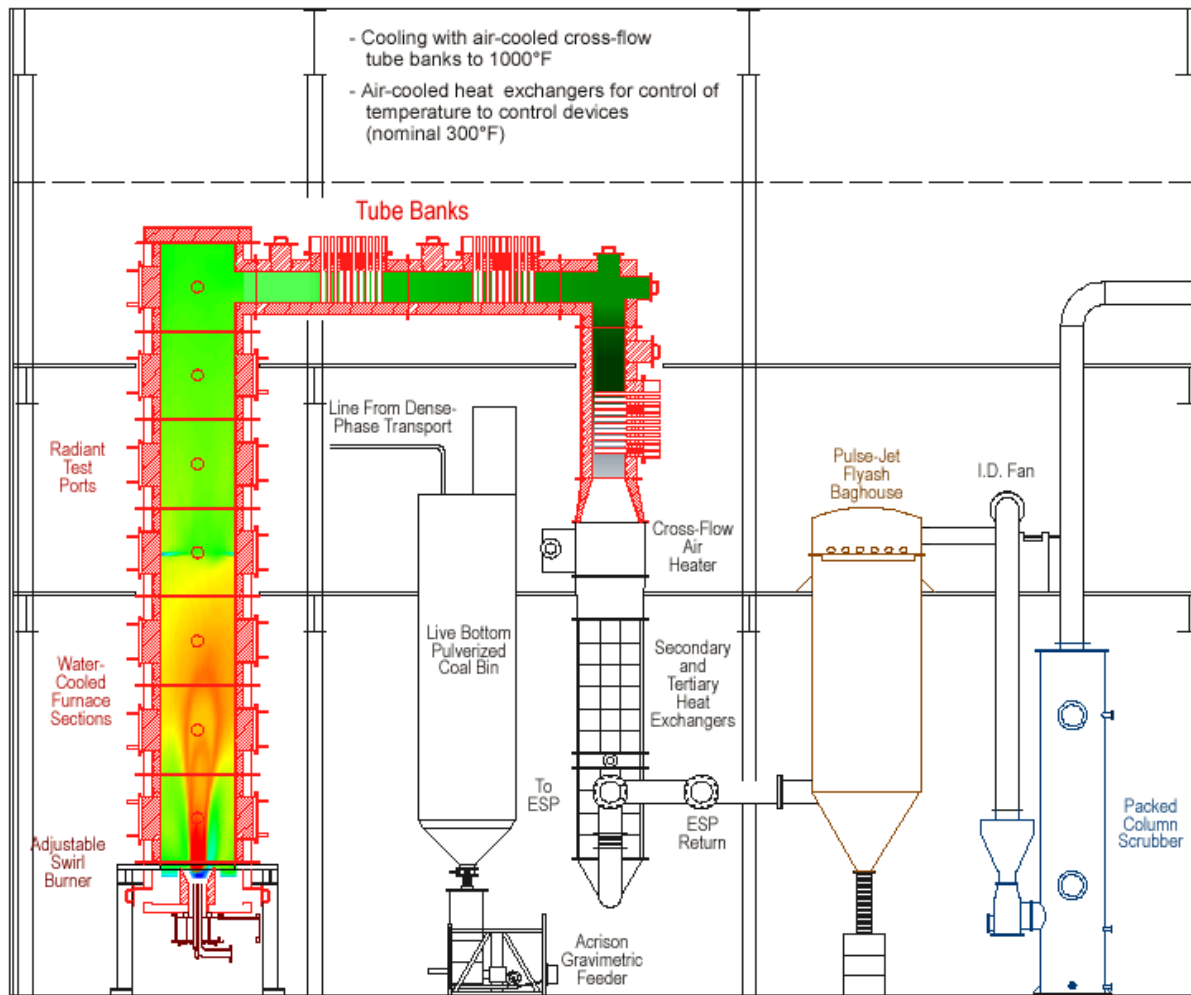 - Cooling with air-cooled cross-flow
tube banks to 1000°F
- Air-cooled heat exchangers for control of
temperature to control devices
(nominal 300°F)
Tube Banks
Line From Dense-
Phase Transport
Radiant
Test
Ports
Pulse-Jet
Flyash
Baghouse
I.D. Fan
Cross-Flow
Air
Heater
Live Bottom
Pulverized
Coal Bin
Secondary
and
Tertiary
Heat
Exchangers
Water-
Cooled
Furnace
Sections
To
ESP
ESP
Return
Packed
Column
Scrubber
Adjustable
Swirl
Burner
Acrison
Gravimetric
Feeder